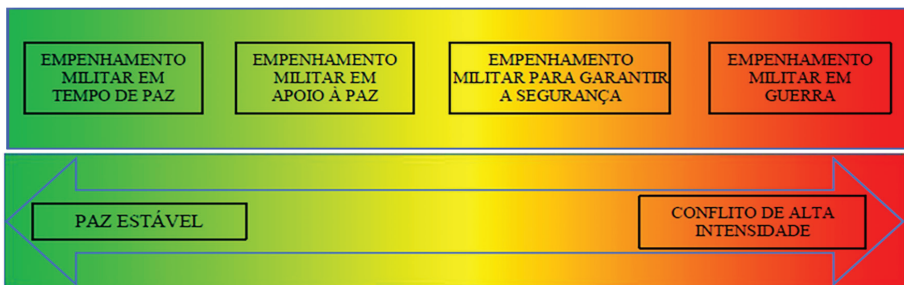 EMPENHAMENTO
MILITAR EM
TEMPO DE PAZ
EMPENHAMENTO
MILITAR EM
APOIO À PAZ
EMPENHAMENTO
MILITAR PARA GARANTIR
A SEGURANÇA
EMPENHAMENTO
MILITAR EM
GUERRA
PAZ ESTÁVEL
CONFLITO DE ALTA
INTENSIDADE